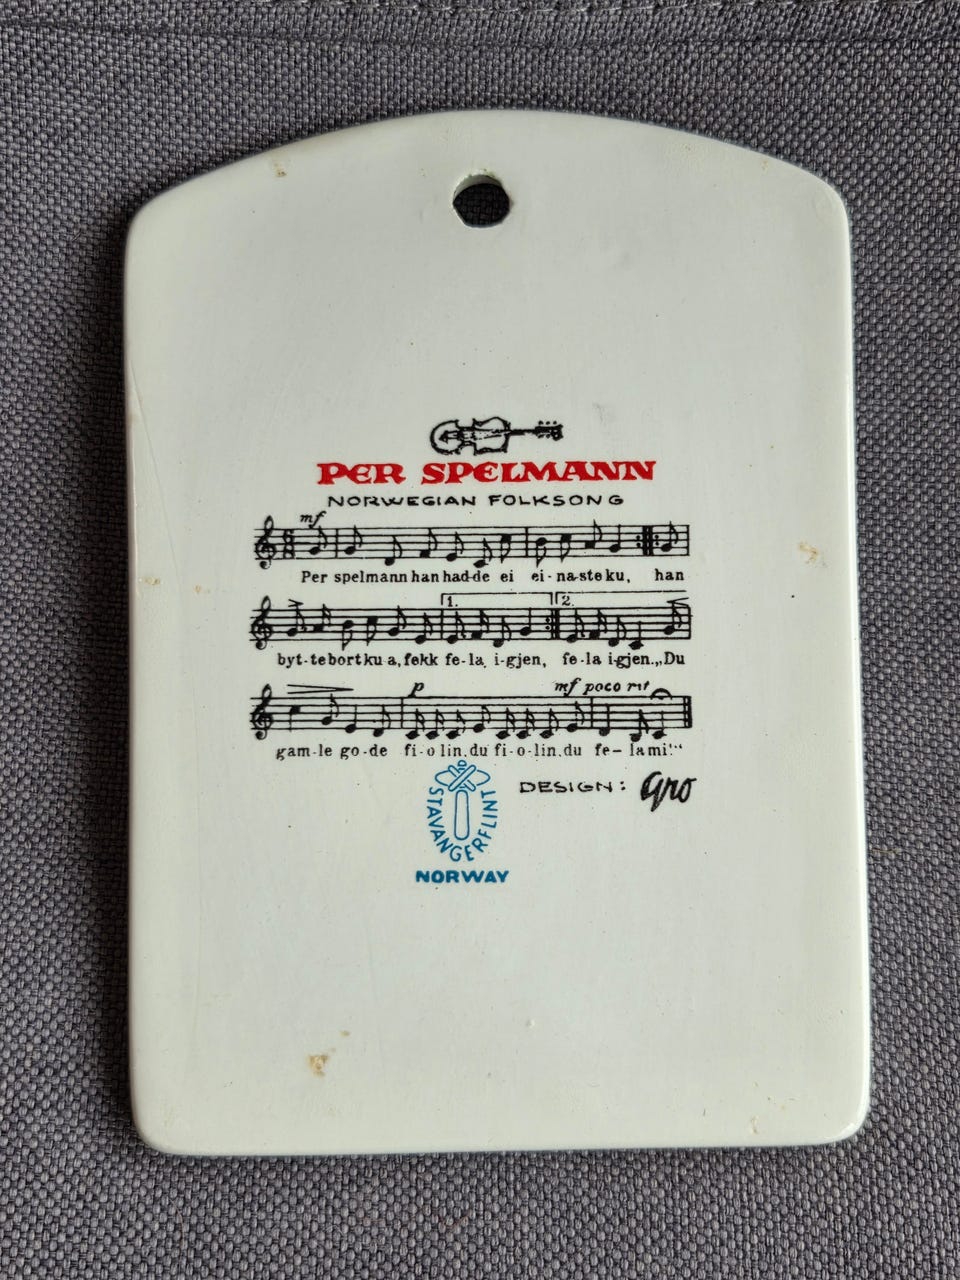 PER SPELMANN
NORWEGIAN FOLKSONG
mf
Per spelmann han had-de ei ei-na-ste ku, han
1. 2.
byt-te bort ku a, fekk fe-la i-gjen, fe-la i-gjen. „Du
p mf poco rit
gam-le go-de fi-o lin, du fi-o-lin, du fe-la mi!“
DESIGN: Gro
STAVANGERFLINT
NORWAY